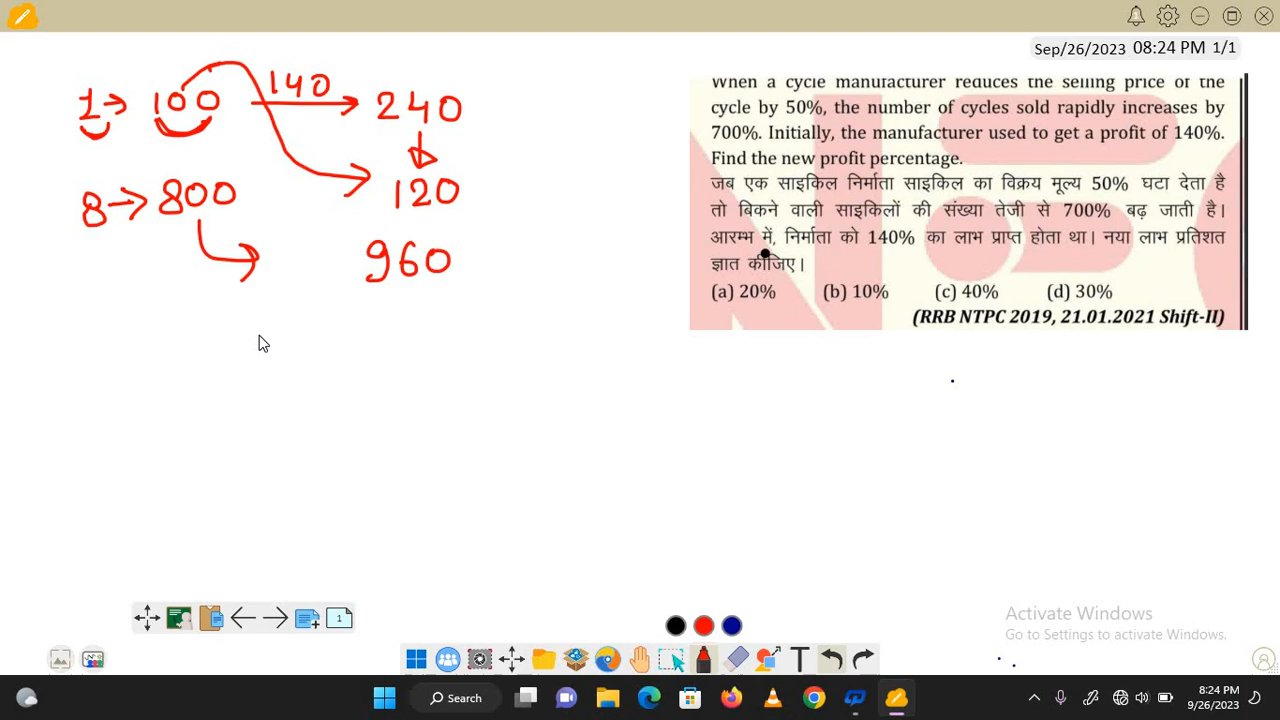 Sep/26/2023 08:24 PM 1/1
1→ 100 140 240
120
8→ 800
960
When a cycle manufacturer reduces the selling price of the
cycle by 50%, the number of cycles sold rapidly increases by
700%. Initially, the manufacturer used to get a profit of 140%.
Find the new profit percentage.
जब एक साइकिल निर्माता साइकिल का विक्रय मूल्य 50% घटा देता है
तो बिकने वाली साइकिलों की संख्या तेजी से 700% बढ़ जाती है।
आरम्भ में, निर्माता को 140% का लाभ प्राप्त होता था। नया लाभ प्रतिशत
ज्ञात कीजिए।
(a) 20% (b) 10% (c) 40% (d) 30%
(RRB NTPC 2019, 21.01.2021 Shift-II)
1
Activate Windows
Go to Settings to activate Windows.
T
Search
8:24 PM
9/26/2023